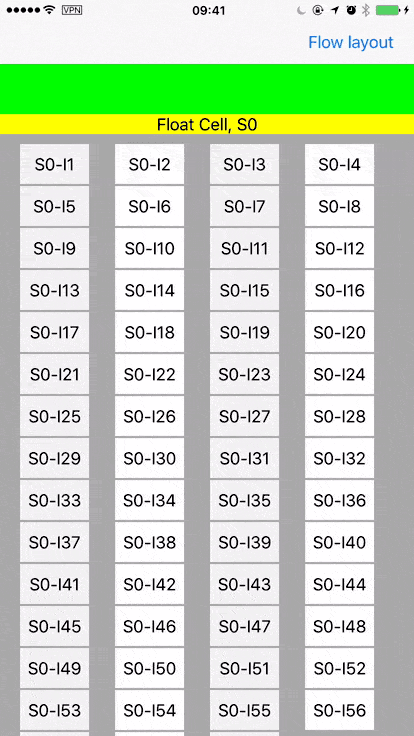 VPN 09:41
Flow layout
Float Cell, S0
S0-I1 S0-I2 S0-I3 S0-I4
S0-I5 S0-I6 S0-I7 S0-I8
S0-I9 S0-I10 S0-I11 S0-I12
S0-I13 S0-I14 S0-I15 S0-I16
S0-I17 S0-I18 S0-I19 S0-I20
S0-I21 S0-I22 S0-I23 S0-I24
S0-I25 S0-I26 S0-I27 S0-I28
S0-I29 S0-I30 S0-I31 S0-I32
S0-I33 S0-I34 S0-I35 S0-I36
S0-I37 S0-I38 S0-I39 S0-I40
S0-I41 S0-I42 S0-I43 S0-I44
S0-I45 S0-I46 S0-I47 S0-I48
S0-I49 S0-I50 S0-I51 S0-I52
S0-I53 S0-I54 S0-I55 S0-I56